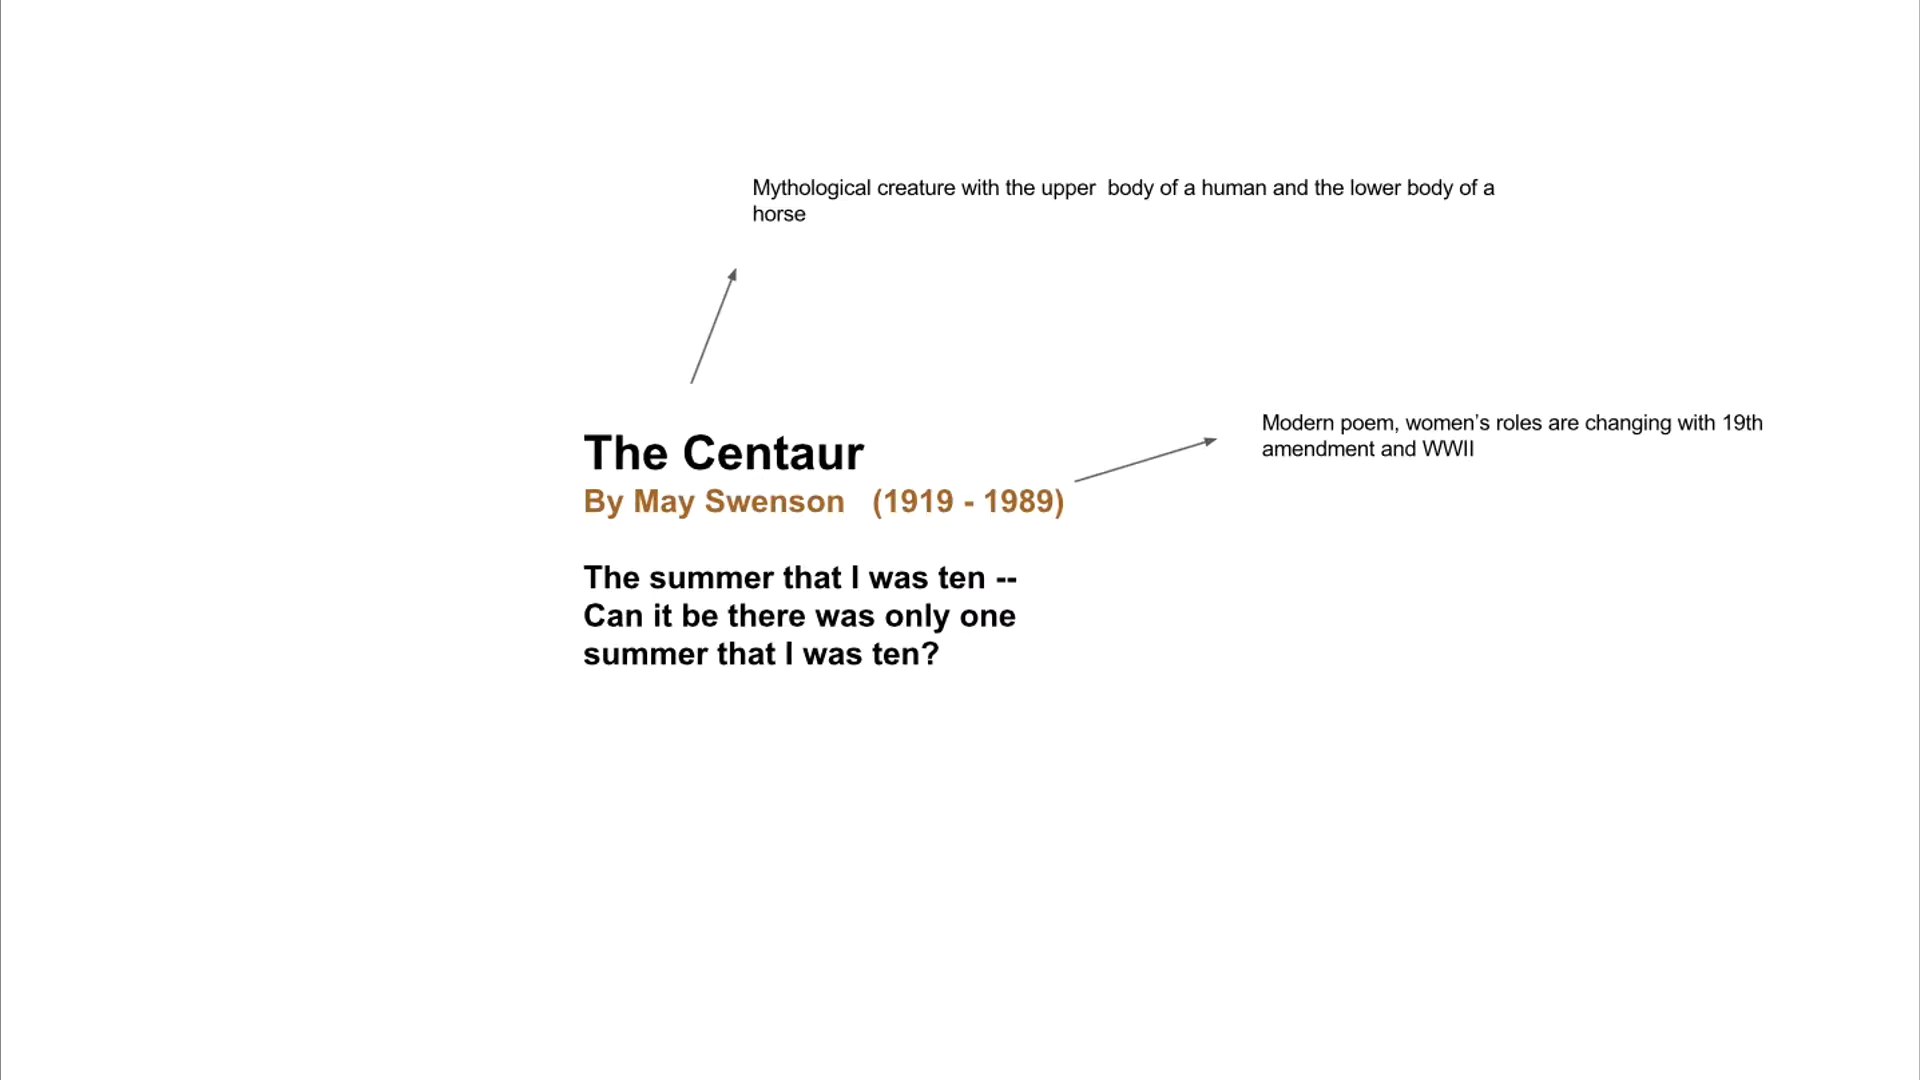 Mythological creature with the upper  body of a human and the lower body of a
horse
Modern poem, women’s roles are changing with 19th
amendment and WWII
The Centaur
By May Swenson   (1919 - 1989)
The summer that I was ten --
Can it be there was only one
summer that I was ten?